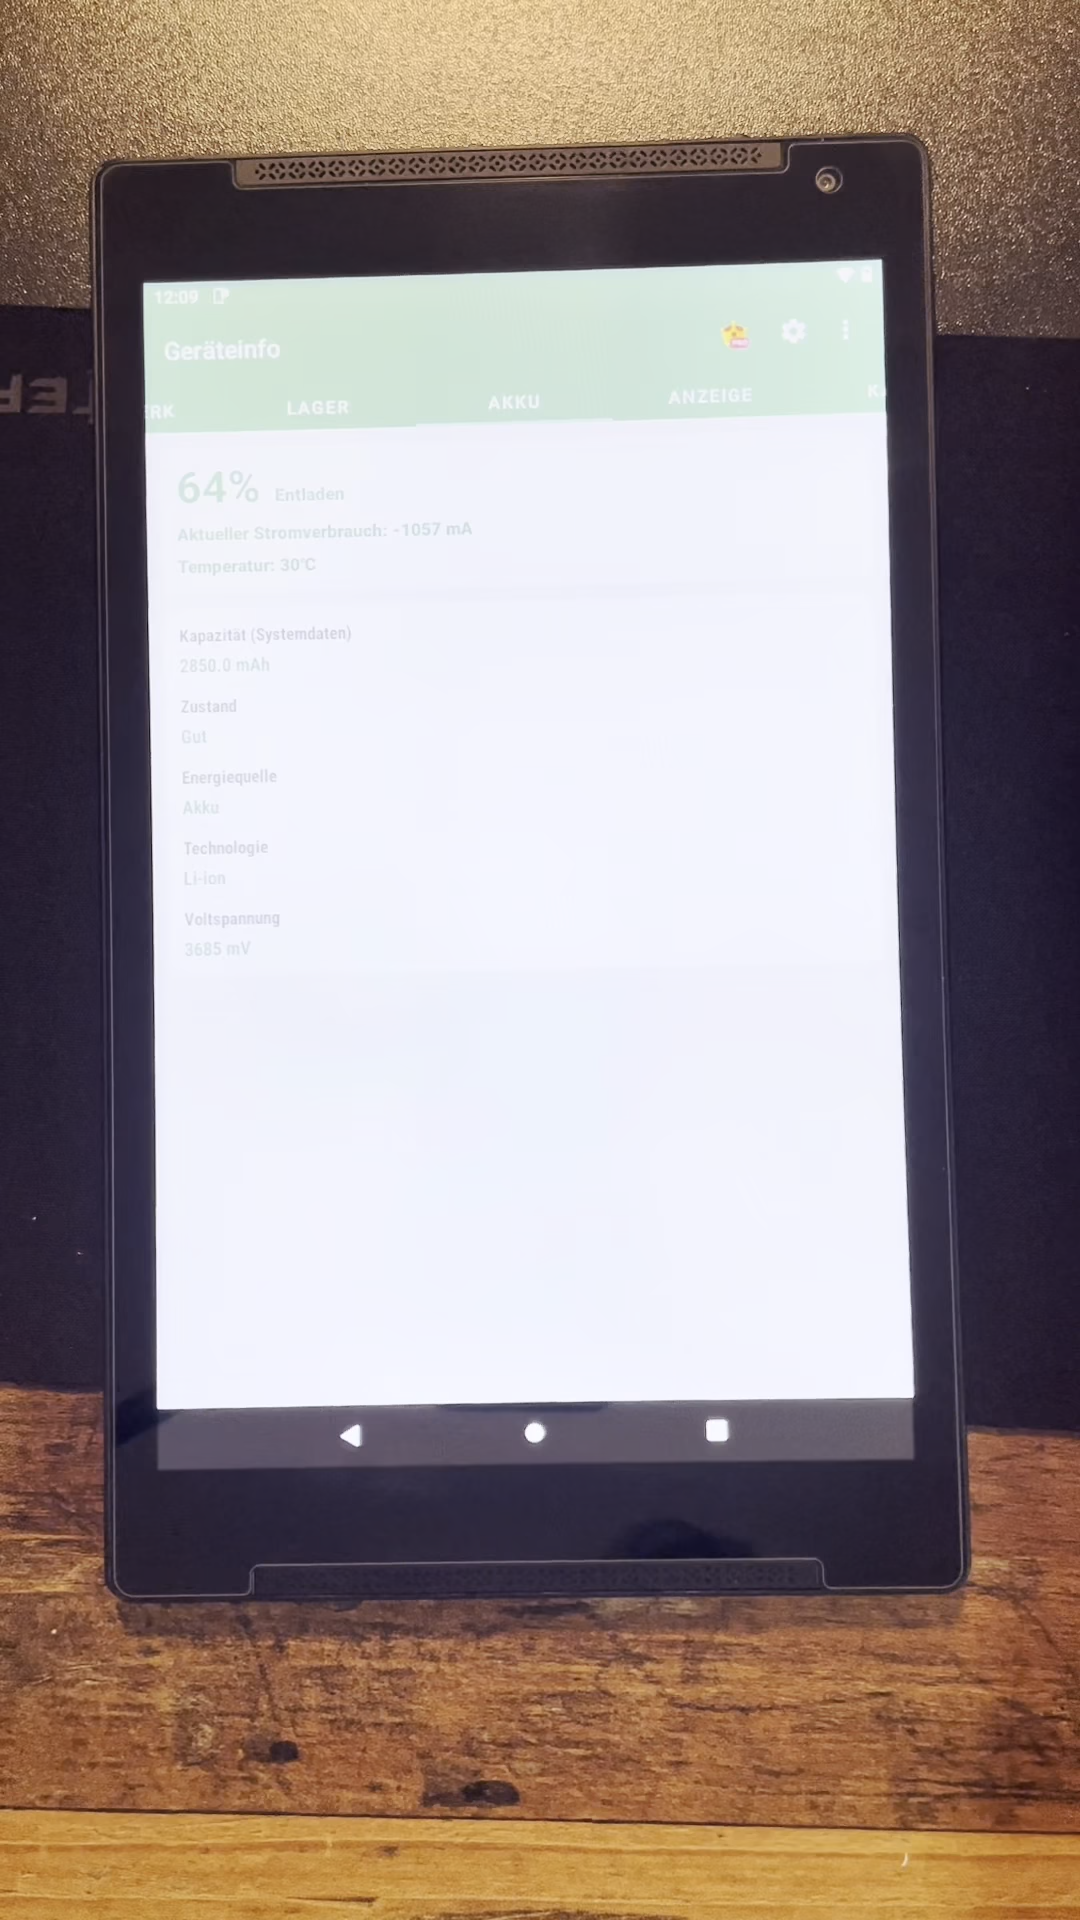 12:09
Geräteinfo
ERK LAGER AKKU ANZEIGE
64% Entladen
Aktueller Stromverbrauch: -1057 mA
Temperatur: 30°C
Kapazität (Systemdaten)
2850.0 mAh
Zustand
Gut
Energiequelle
Akku
Technologie
Li-ion
Voltspannung
3685 mV